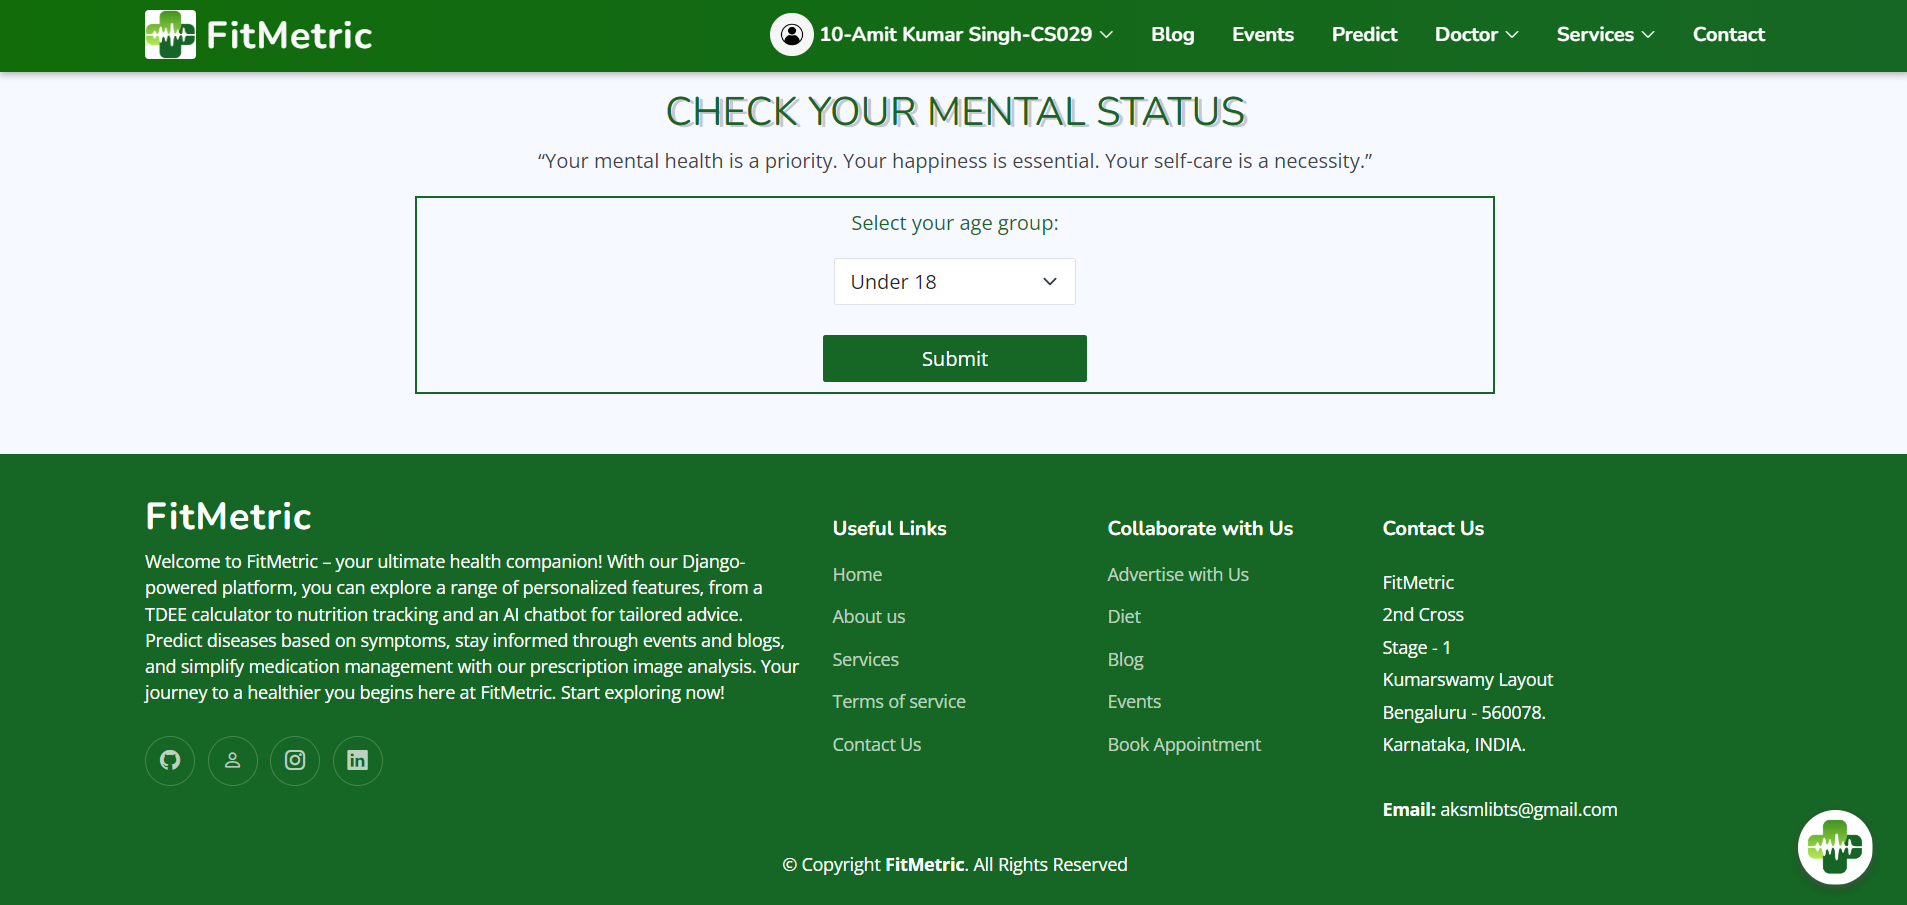 FitMetric
10-Amit Kumar Singh-CS029
Blog
Events
Predict
Doctor
Services
Contact
CHECK YOUR MENTAL STATUS
“Your mental health is a priority. Your happiness is essential. Your self-care is a necessity.”
Select your age group:
Under 18
Submit
FitMetric
Welcome to FitMetric – your ultimate health companion! With our Django-
powered platform, you can explore a range of personalized features, from a
TDEE calculator to nutrition tracking and an AI chatbot for tailored advice.
Predict diseases based on symptoms, stay informed through events and blogs,
and simplify medication management with our prescription image analysis. Your
journey to a healthier you begins here at FitMetric. Start exploring now!
Useful Links
Home
About us
Services
Terms of service
Contact Us
Collaborate with Us
Advertise with Us
Diet
Blog
Events
Book Appointment
Contact Us
FitMetric
2nd Cross
Stage - 1
Kumarswamy Layout
Bengaluru - 560078.
Karnataka, INDIA.
Email: aksmlibts@gmail.com
© Copyright FitMetric. All Rights Reserved